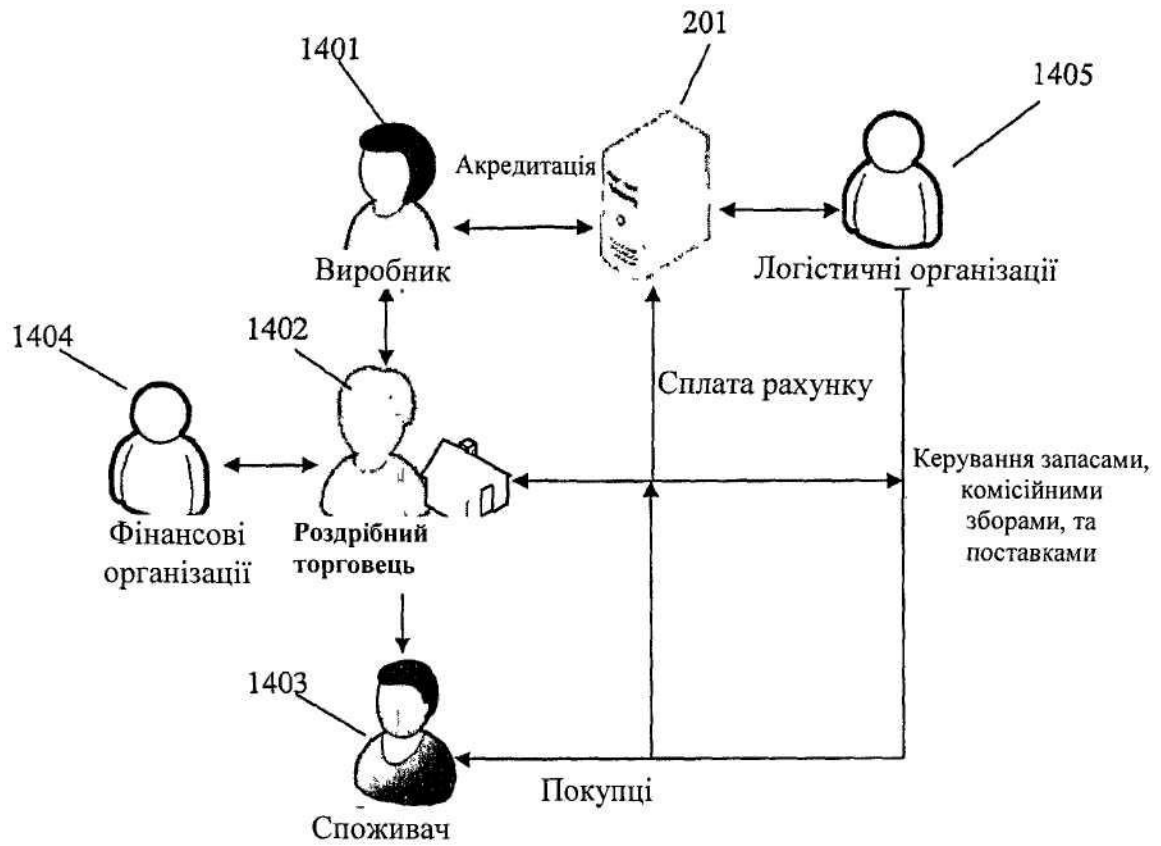 1401
201
1405
Акредитація
Виробник
Логістичні організації
1404
1402
Сплата рахунку
Керування запасами,
комісійними
зборами, та
поставками
Фінансові
організації
Роздрібний
торговець
1403
Покупці
Споживач